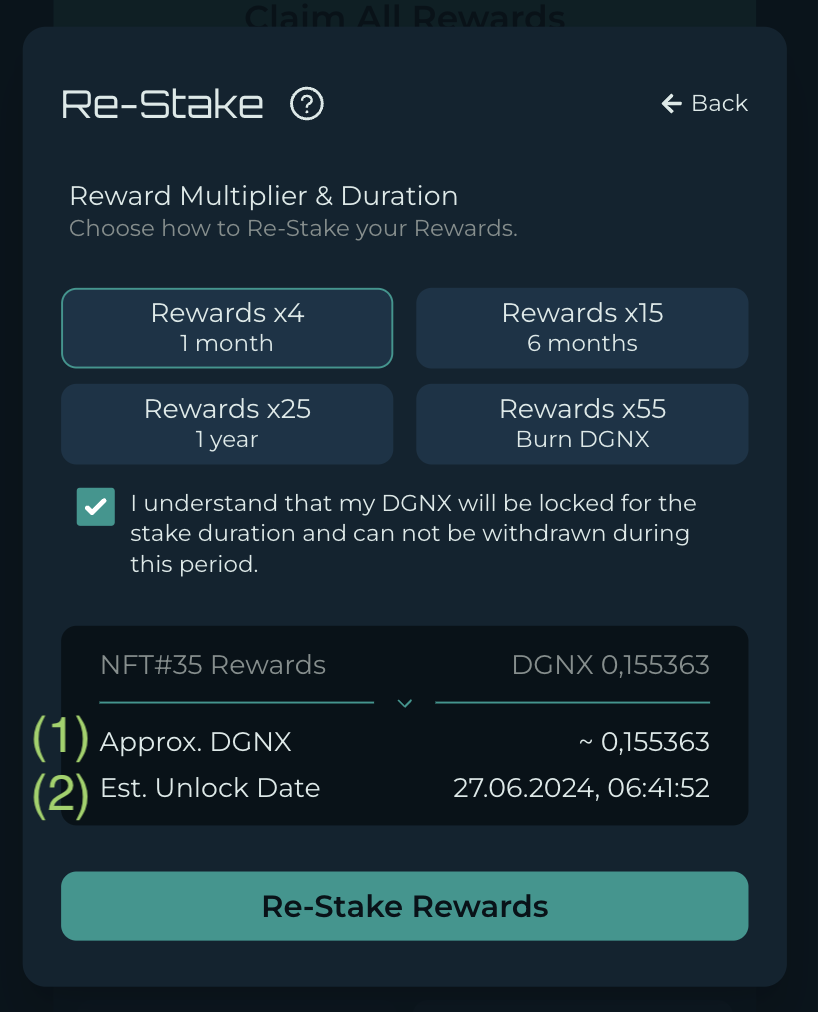 Claim All Rewards
Re-Stake ?
← Back
Reward Multiplier & Duration
Choose how to Re-Stake your Rewards.
Rewards x4
1 month
Rewards x15
6 months
Rewards x25
1 year
Rewards x55
Burn DGNX
I understand that my DGNX will be locked for the
stake duration and can not be withdrawn during
this period.
NFT#35 Rewards DGNX 0,155363
(1) Approx. DGNX ~ 0,155363
(2) Est. Unlock Date 27.06.2024, 06:41:52
Re-Stake Rewards